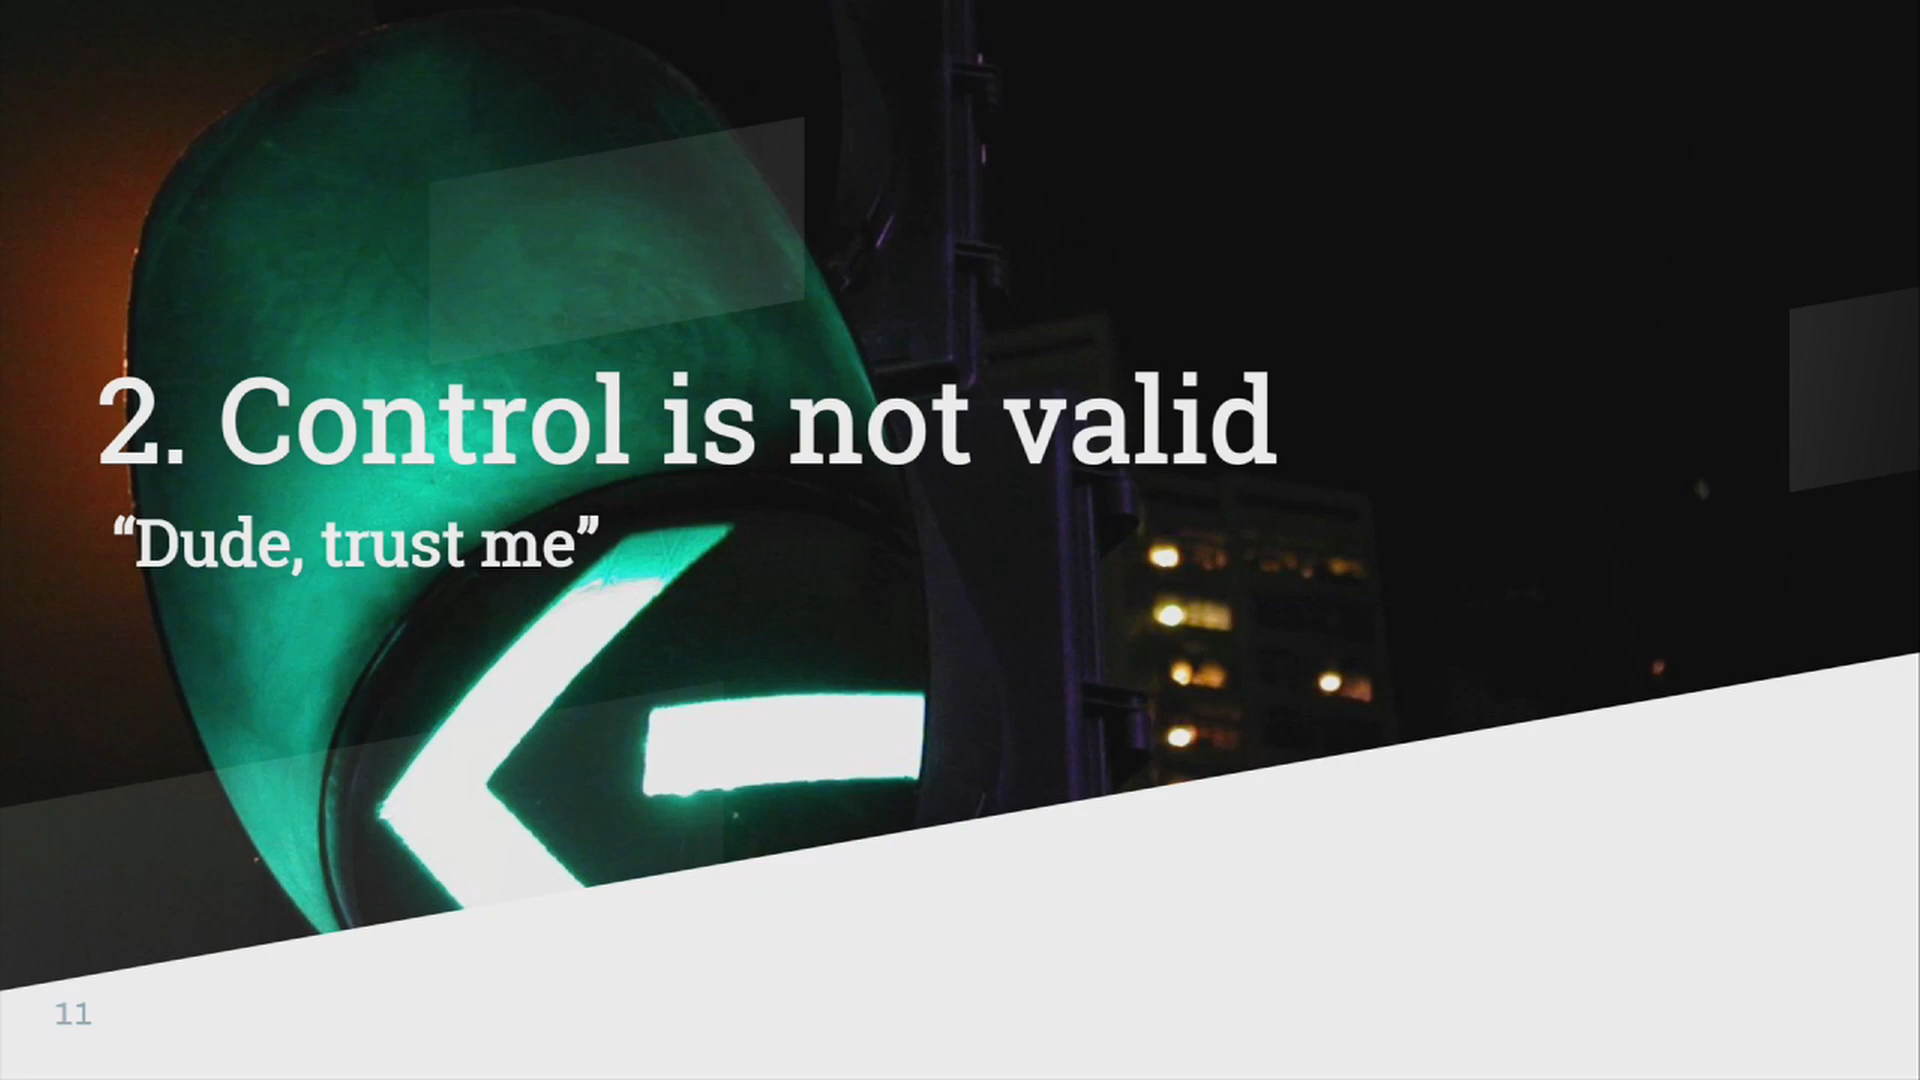 2. Control is not valid
“Dude, trust me”
11